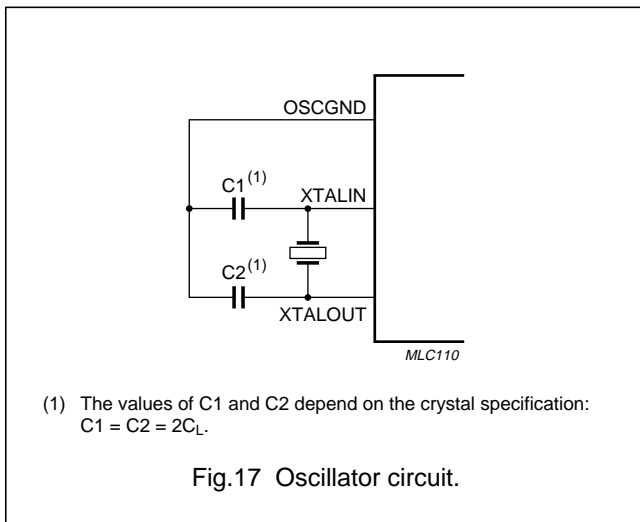 OSCGND
C1(1)
XTALIN
C2(1)
XTALOUT
MLC110
(1) The values of C1 and C2 depend on the crystal specification:
C1 = C2 = 2CL.
Fig.17 Oscillator circuit.